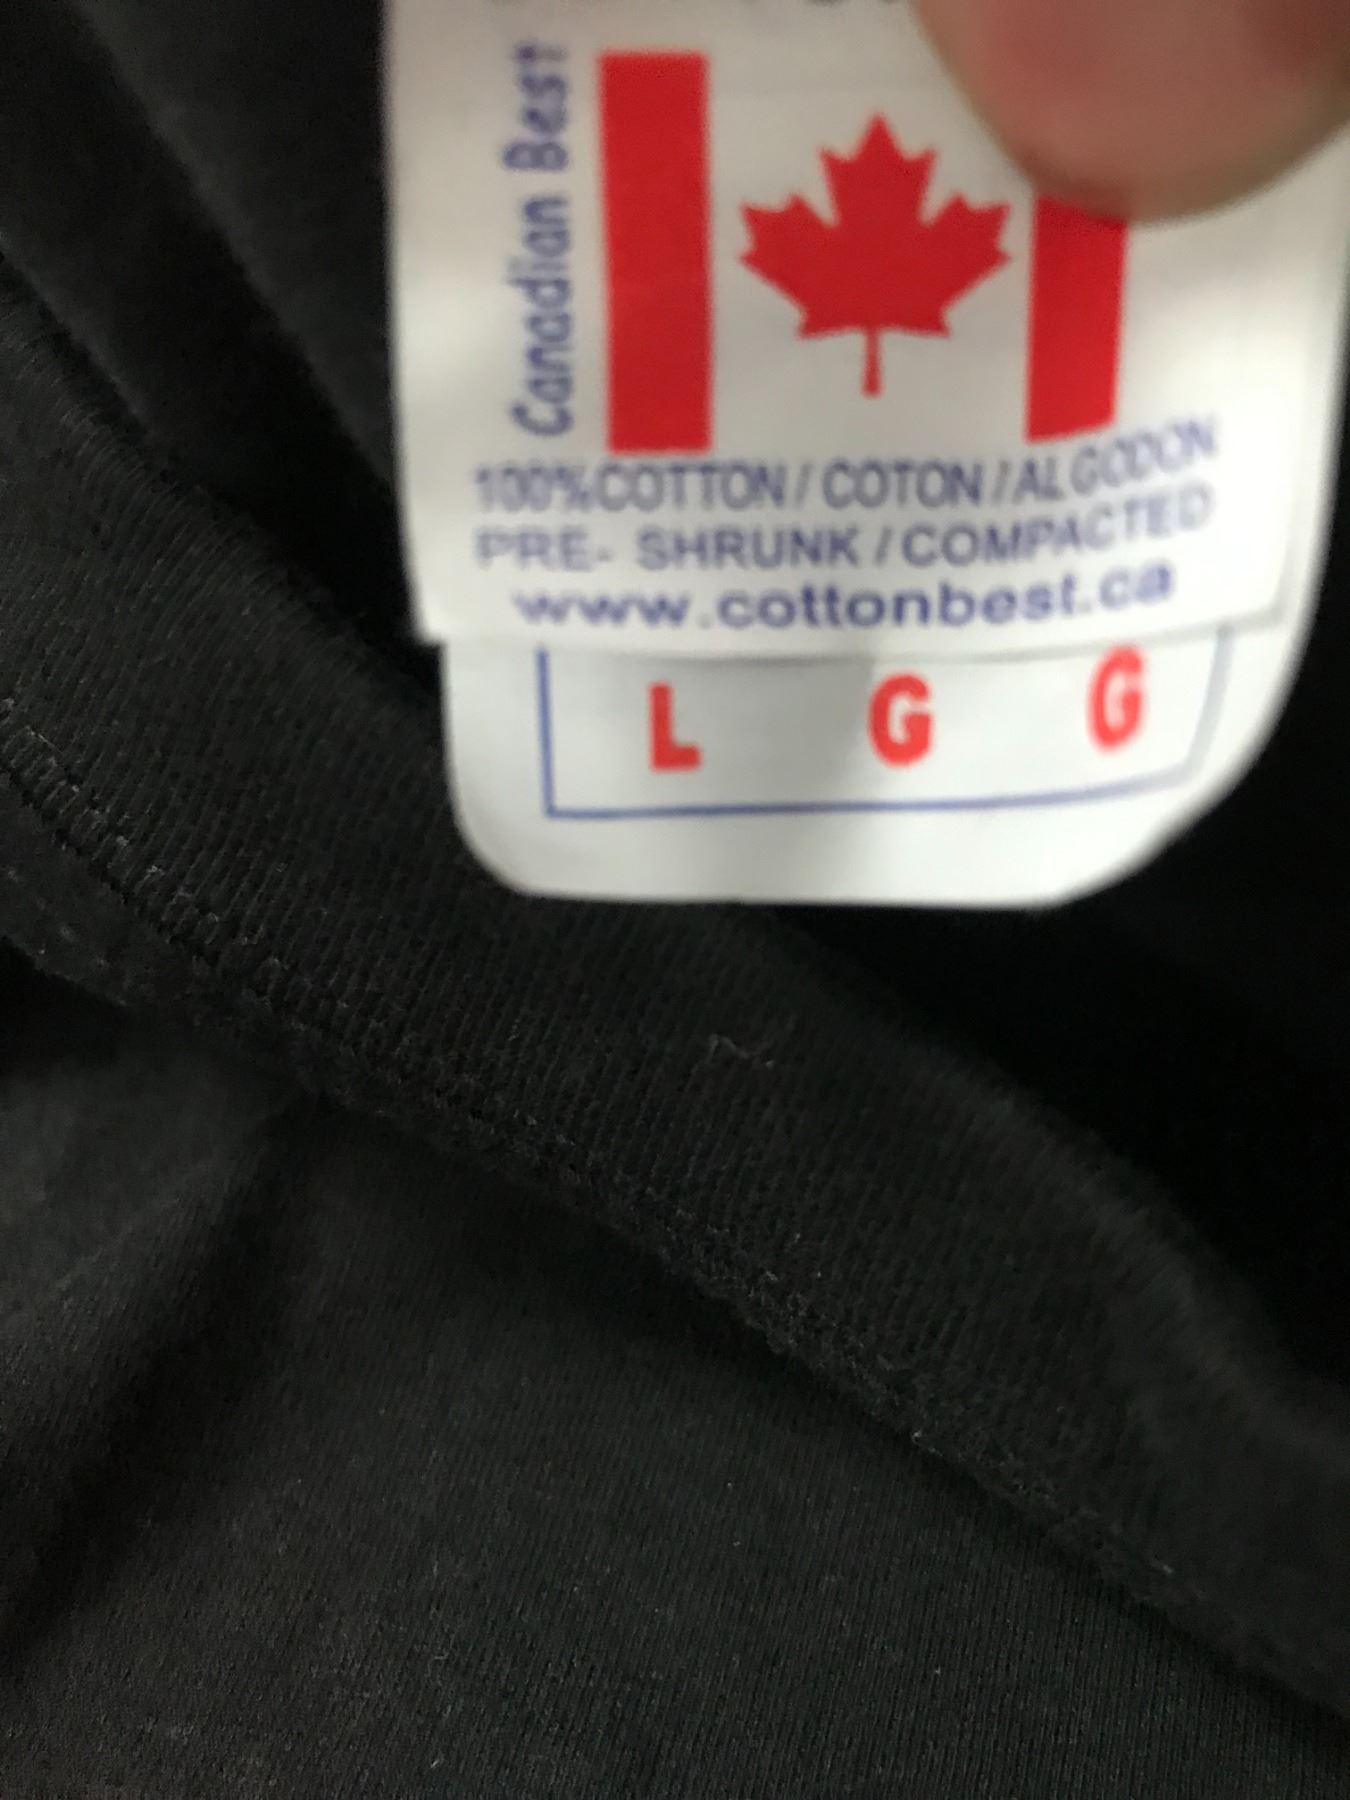 Canadian Best
100%COTTON/COTON/ALGODON
PRE- SHRUNK/COMPACTED
www.cottonbest.ca
L G G